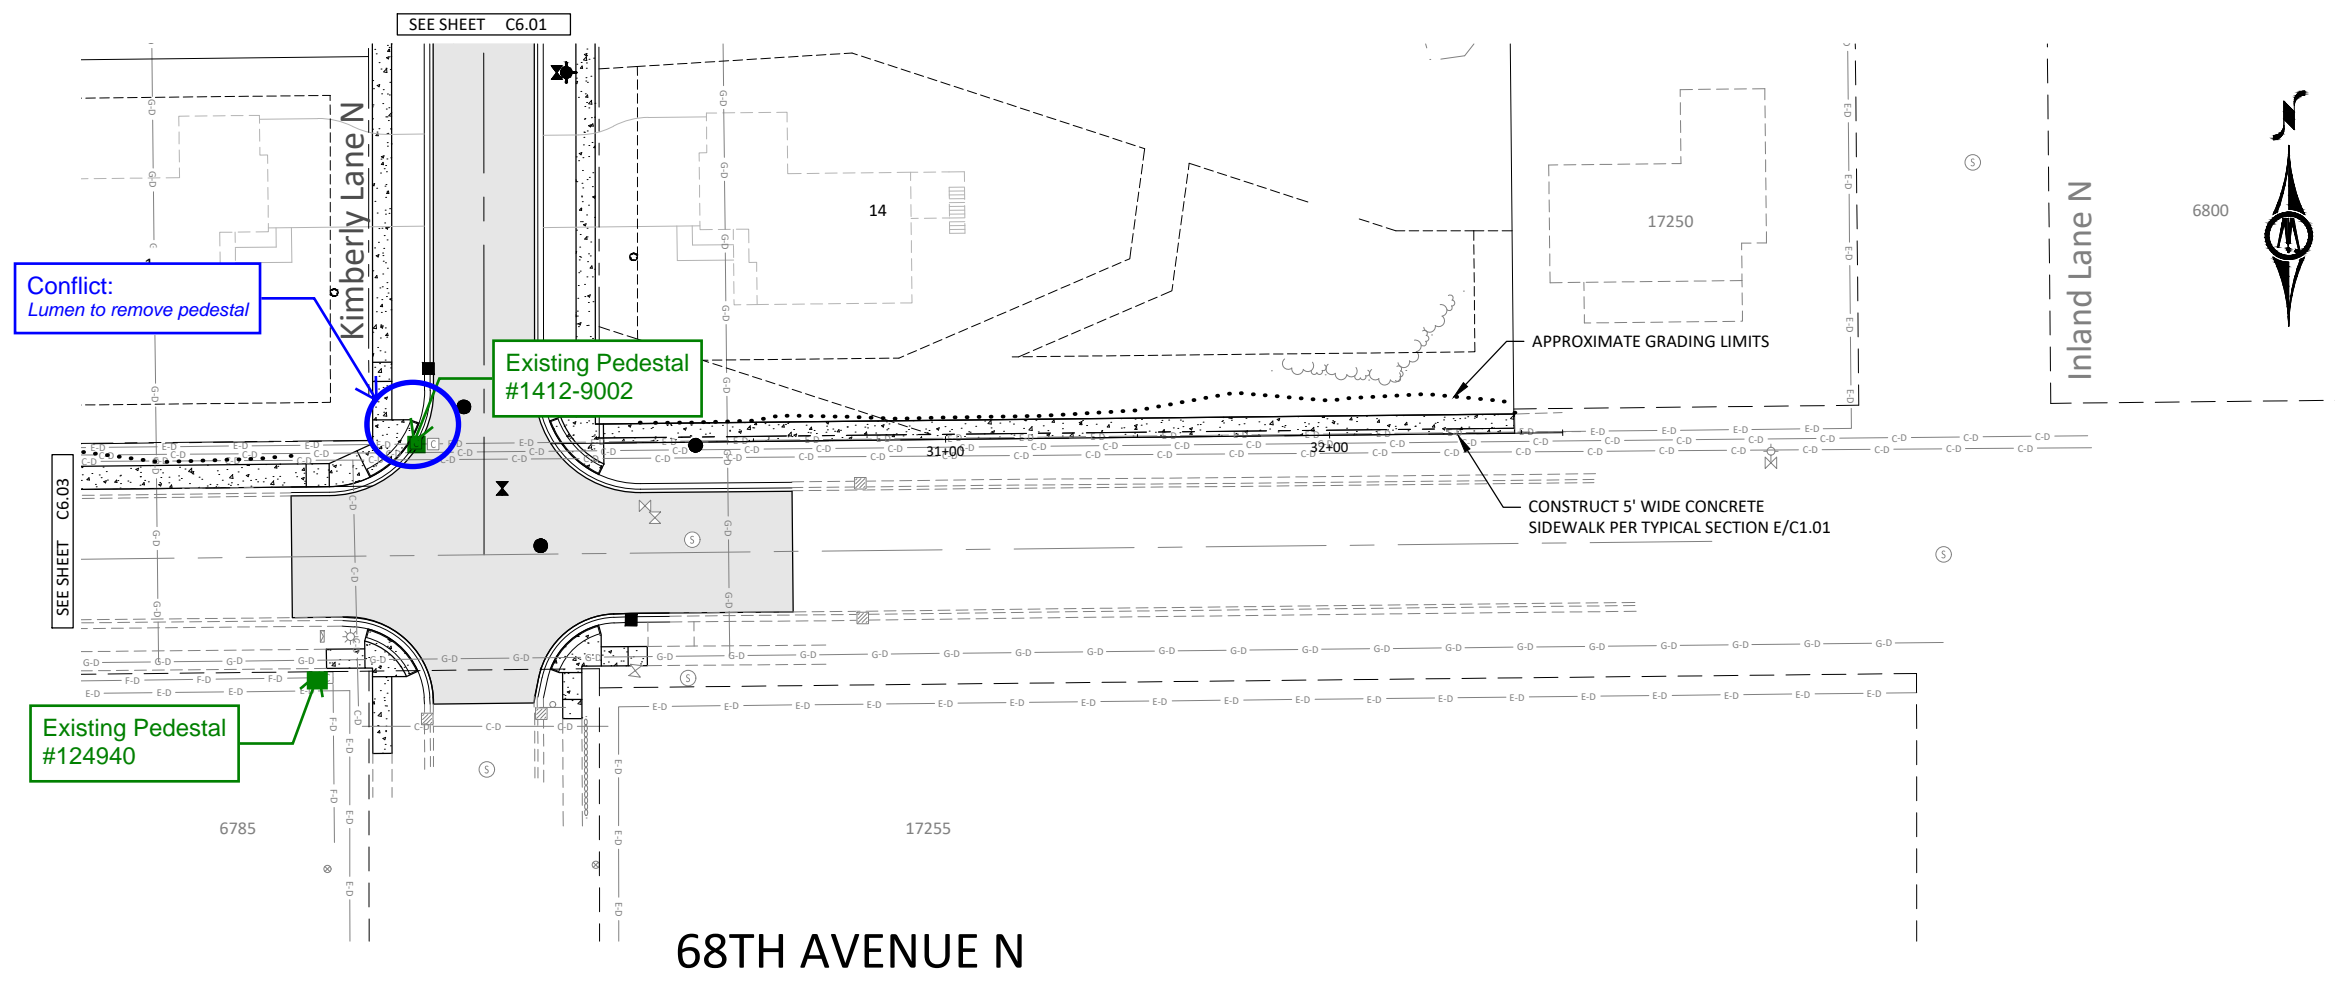 SEE SHEET C6.01
Kimberly Lane N
14
17250
Inland Lane N
6800
Conflict:
Lumen to remove pedestal
Existing Pedestal
#1412-9002
APPROXIMATE GRADING LIMITS
31+00
32+00
SEE SHEET C6.03
CONSTRUCT 5' WIDE CONCRETE
SIDEWALK PER TYPICAL SECTION E/C1.01
Existing Pedestal
#124940
6785
17255
68TH AVENUE N